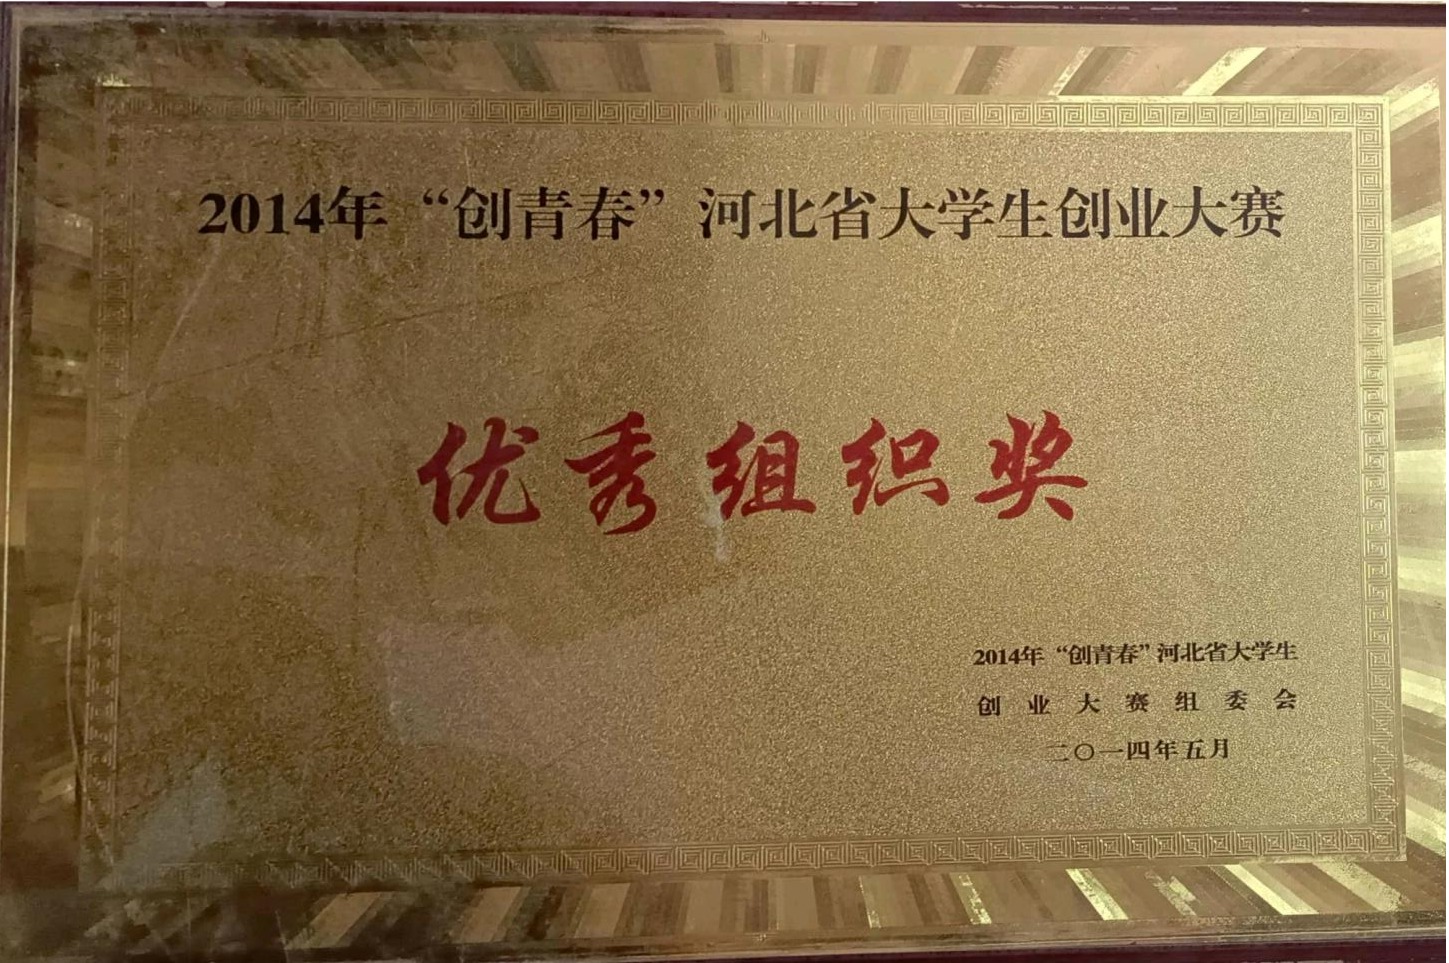 2014年“创青春”河北省大学生创业大赛
优秀组织奖
2014年“创青春”河北省大学生
创业大赛组委会
二〇一四年五月